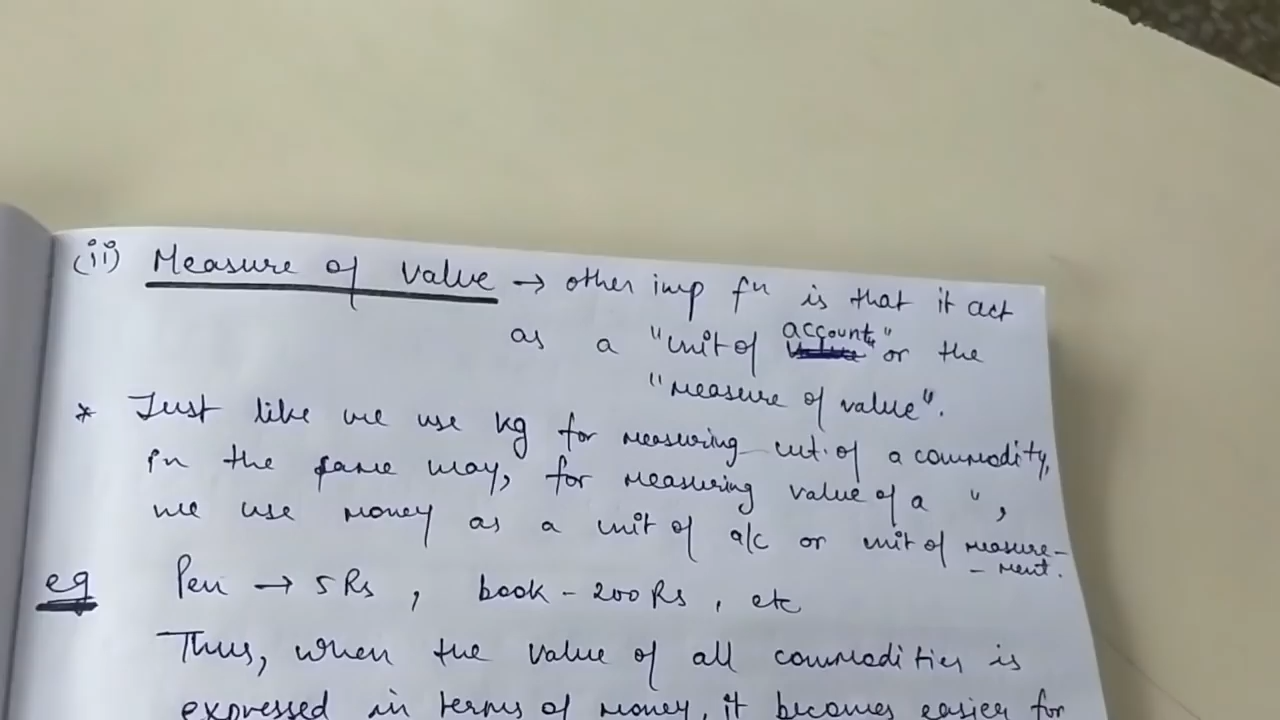 (ii) Measure of value → other imp fn is that it act
as a "unit of account" or the
"Measure of value".
* Just like we use kg for measuring wt. of a commodity,
in the same way, for measuring value of a ",
we use money as a unit of a/c or unit of measure-
- ment.
eg Pen → 5 Rs , book - 200 Rs , etc
Thus, when the value of all commodities is
expressed in terms of money, it becomes easier for